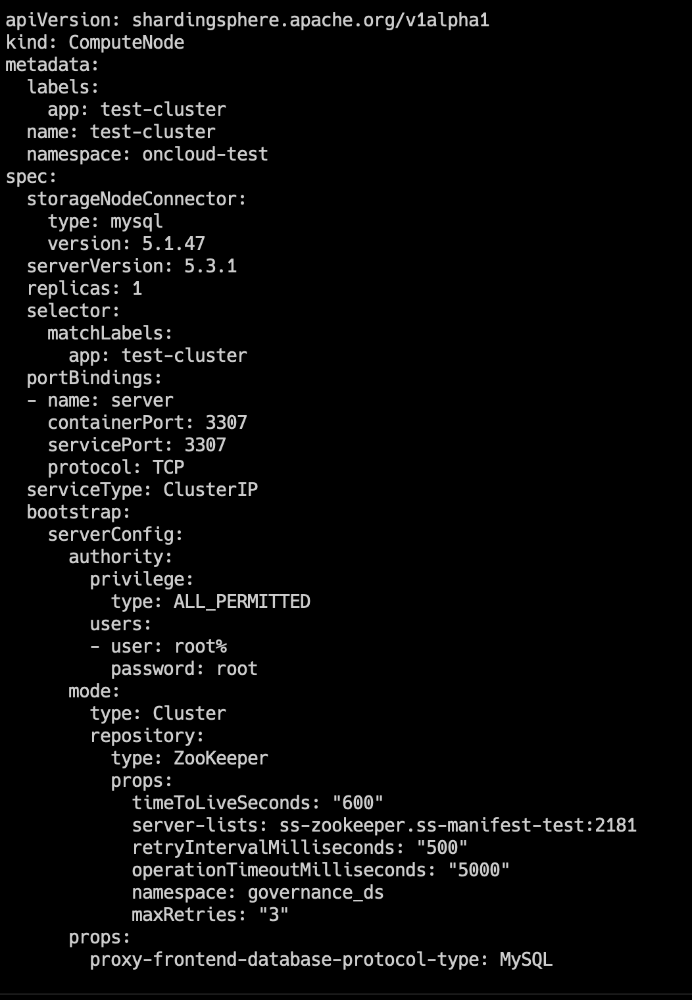 apiVersion: shardingsphere.apache.org/v1alpha1
kind: ComputeNode
metadata:
  labels:
    app: test-cluster
  name: test-cluster
  namespace: oncloud-test
spec:
  storageNodeConnector:
    type: mysql
    version: 5.1.47
  serverVersion: 5.3.1
  replicas: 1
  selector:
    matchLabels:
      app: test-cluster
  portBindings:
  - name: server
    containerPort: 3307
    servicePort: 3307
    protocol: TCP
  serviceType: ClusterIP
  bootstrap:
    serverConfig:
      authority:
        privilege:
          type: ALL_PERMITTED
        users:
        - user: root%
          password: root
      mode:
        type: Cluster
        repository:
          type: ZooKeeper
          props:
            timeToLiveSeconds: "600"
            server-lists: ss-zookeeper.ss-manifest-test:2181
            retryIntervalMilliseconds: "500"
            operationTimeoutMilliseconds: "5000"
            namespace: governance_ds
            maxRetries: "3"
      props:
        proxy-frontend-database-protocol-type: MySQL